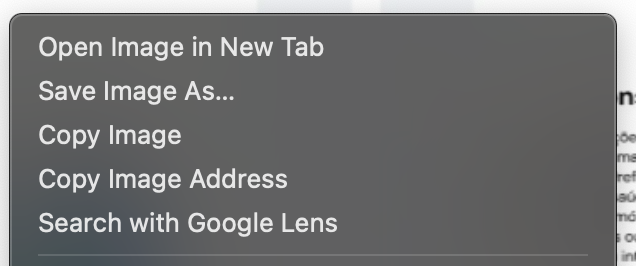 Open Image in New Tab
Save Image As...
Copy Image
Copy Image Address
Search with Google Lens